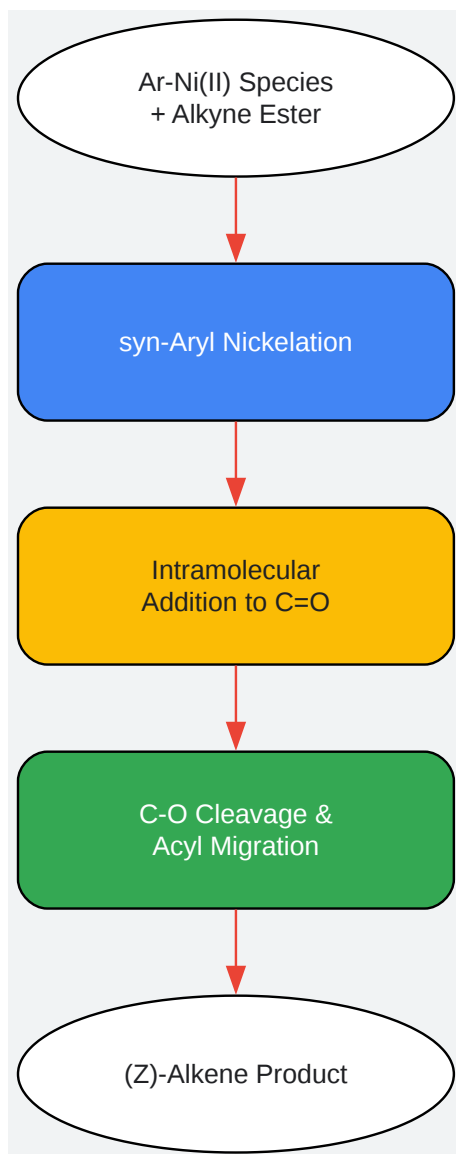 Ar-Ni(II) Species
+ Alkyne Ester
syn-Aryl Nickelation
Intramolecular
Addition to C=O
C-O Cleavage &
Acyl Migration
(Z)-Alkene Product